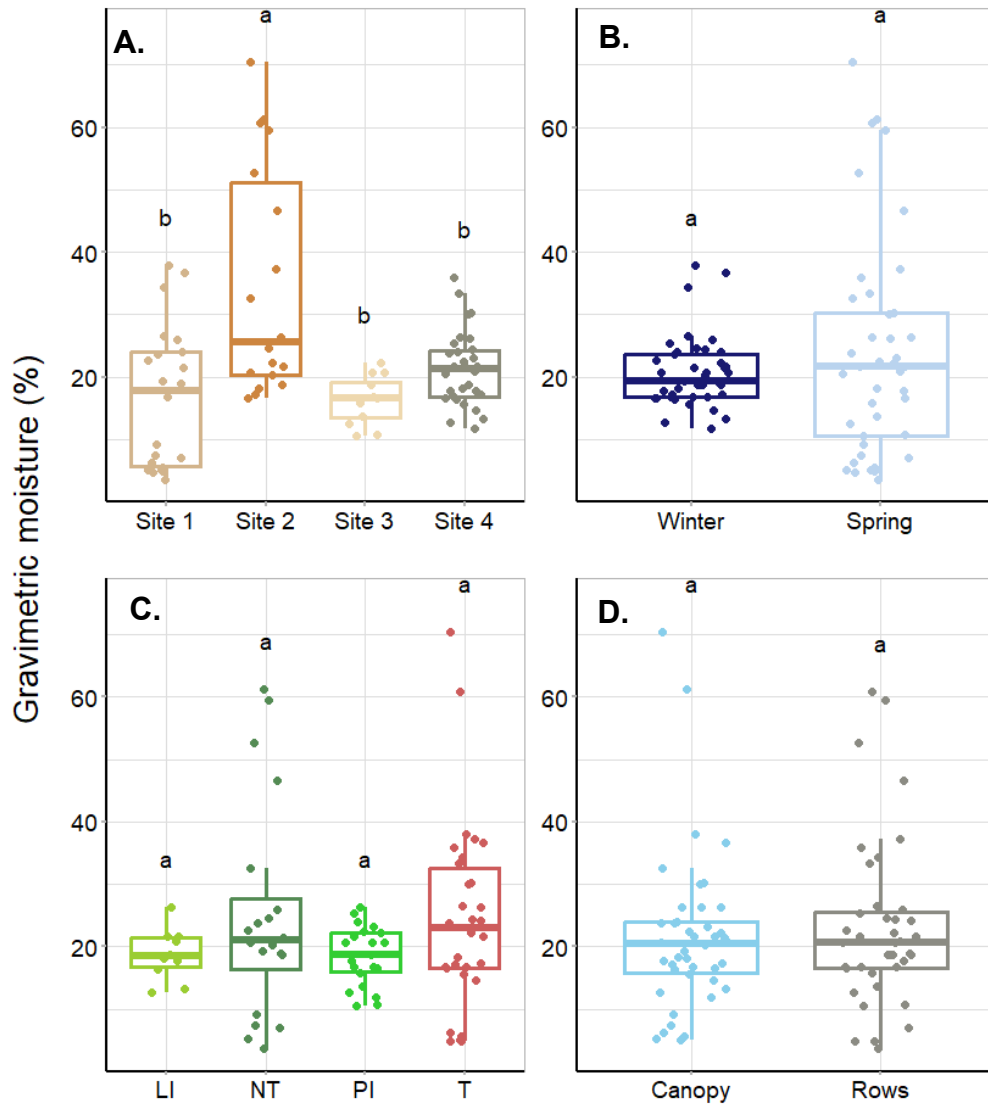 Gravimetric moisture (%)
A.
a
b
b
b
60
40
20
Site 1 Site 2 Site 3 Site 4
B.
a
a
60
40
20
Winter Spring
C.
a
a
a
a
60
40
20
LI NT PI T
D.
a
a
60
40
20
Canopy Rows